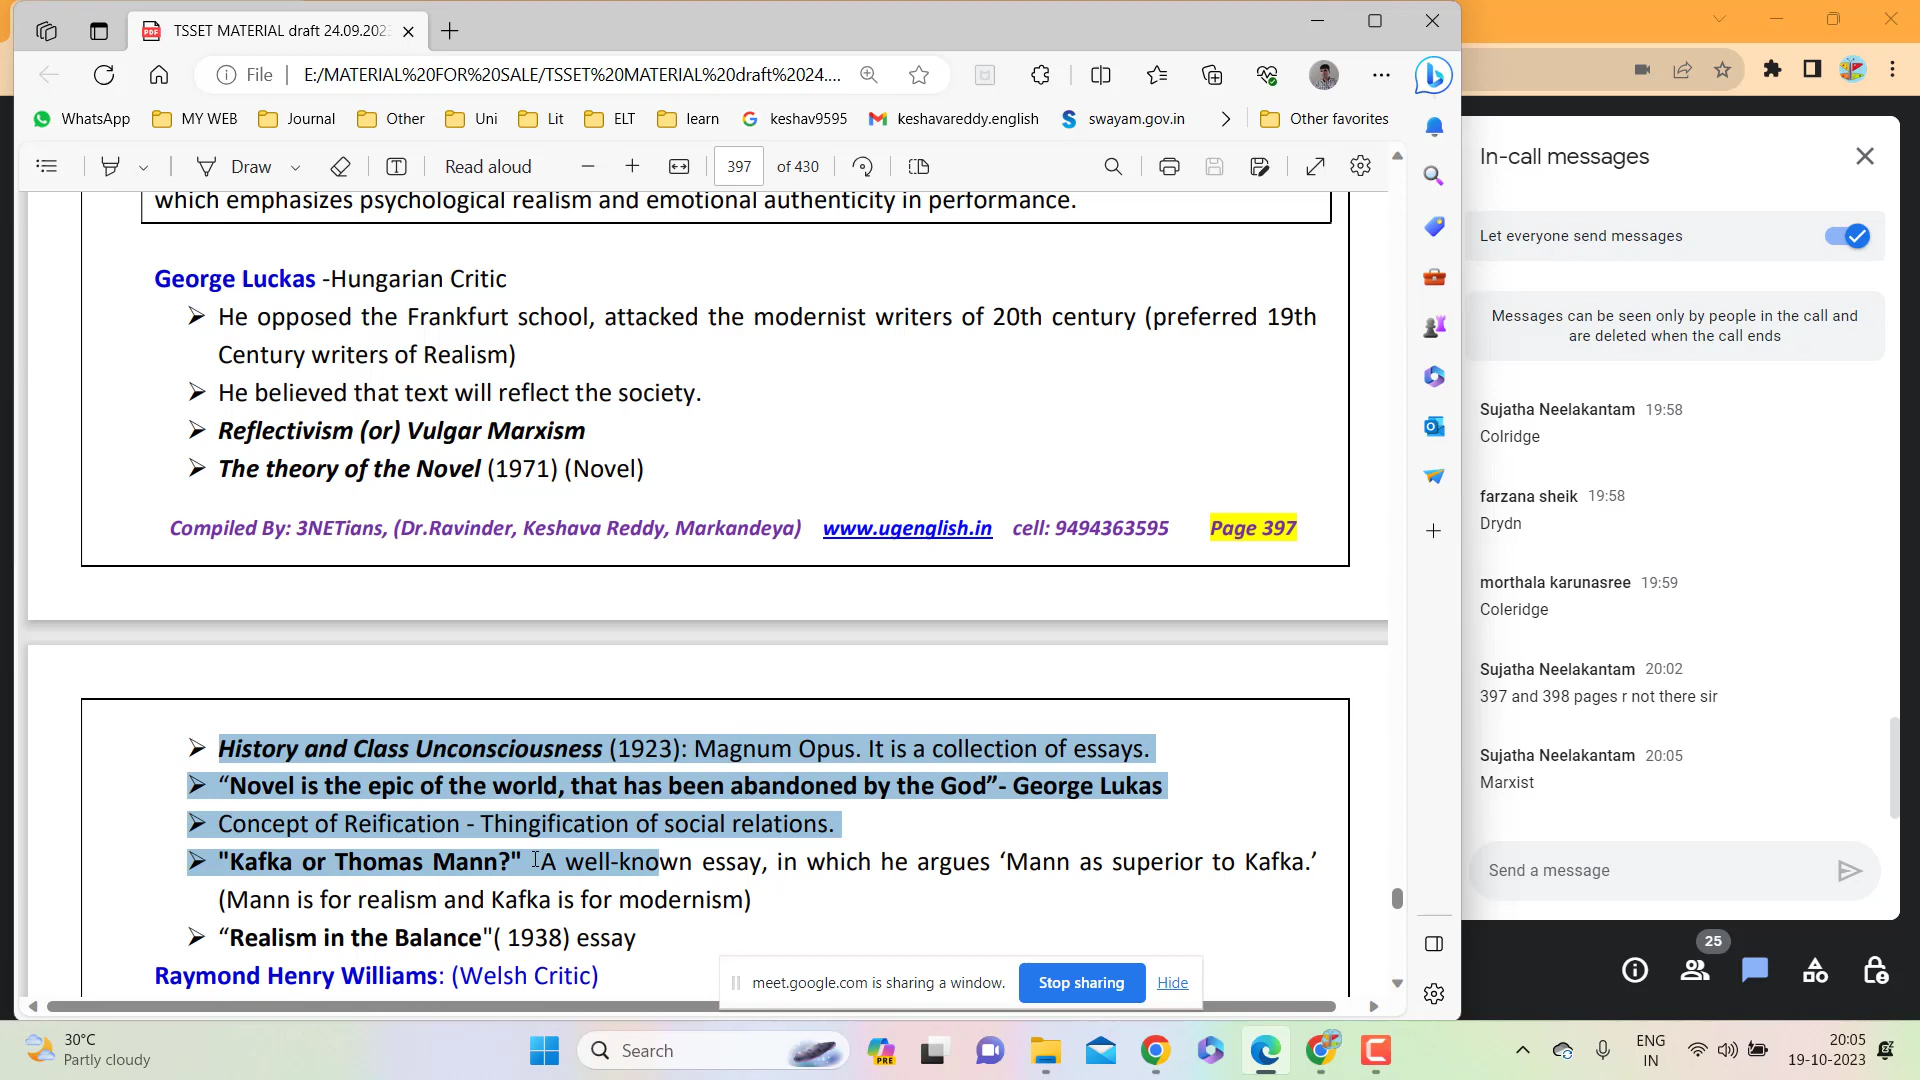 TSSET MATERIAL draft 24.09.202
File
E:/MATERIAL%20FOR%20SALE/TSSET%20MATERIAL%20draft%2024....
WhatsApp
MY WEB
Journal
Other
Uni
Lit
ELT
learn
keshav9595
keshavareddy.english
swayam.gov.in
Other favorites
Draw
Read aloud
397
of 430
which emphasizes psychological realism and emotional authenticity in performance.
George Luckas -Hungarian Critic
➢ He opposed the Frankfurt school, attacked the modernist writers of 20th century (preferred 19th
Century writers of Realism)
➢ He believed that text will reflect the society.
➢ Reflectivism (or) Vulgar Marxism
➢ The theory of the Novel (1971) (Novel)
Compiled By: 3NETians, (Dr.Ravinder, Keshava Reddy, Markandeya) www.ugenglish.in cell: 9494363595 Page 397
➢ History and Class Unconsciousness (1923): Magnum Opus. It is a collection of essays.
➢ “Novel is the epic of the world, that has been abandoned by the God”- George Lukas
➢ Concept of Reification - Thingification of social relations.
➢ "Kafka or Thomas Mann?" A well-known essay, in which he argues ‘Mann as superior to Kafka.’
(Mann is for realism and Kafka is for modernism)
➢ “Realism in the Balance"( 1938) essay
Raymond Henry Williams: (Welsh Critic)
meet.google.com is sharing a window.
Stop sharing
Hide
In-call messages
Let everyone send messages
Messages can be seen only by people in the call and
are deleted when the call ends
Sujatha Neelakantam 19:58
Colridge
farzana sheik 19:58
Drydn
morthala karunasree 19:59
Coleridge
Sujatha Neelakantam 20:02
397 and 398 pages r not there sir
Sujatha Neelakantam 20:05
Marxist
Send a message
25
30°C
Partly cloudy
Search
PRE
ENG
IN
20:05
19-10-2023